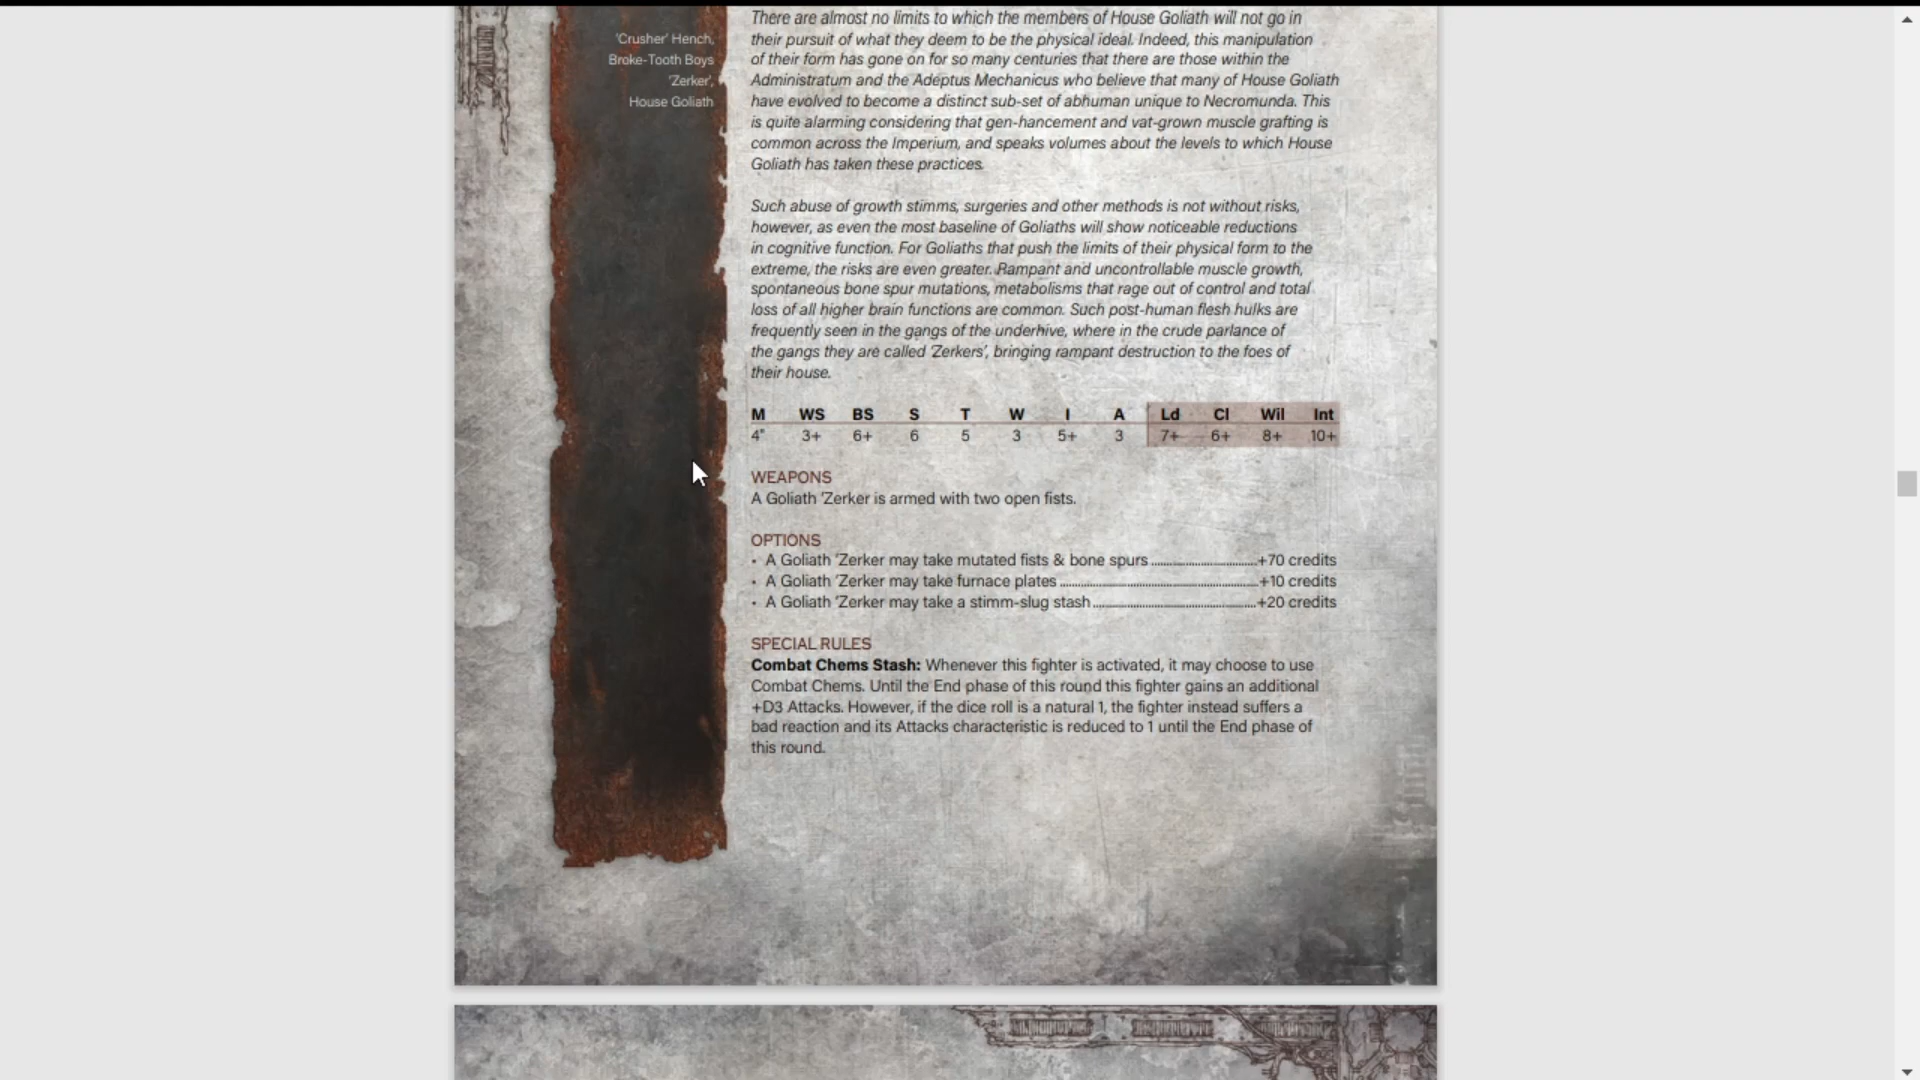 'Crusher' Hench,
Broke-Tooth Boys
'Zerker',
House Goliath
There are almost no limits to which the members of House Goliath will not go in
their pursuit of what they deem to be the physical ideal. Indeed, this manipulation
of their form has gone on for so many centuries that there are those within the
Administratum and the Adeptus Mechanicus who believe that many of House Goliath
have evolved to become a distinct sub-set of abhuman unique to Necromunda. This
is quite alarming considering that gen-hancement and vat-grown muscle grafting is
common across the Imperium, and speaks volumes about the levels to which House
Goliath has taken these practices.
Such abuse of growth stimms, surgeries and other methods is not without risks,
however, as even the most baseline of Goliaths will show noticeable reductions
in cognitive function. For Goliaths that push the limits of their physical form to the
extreme, the risks are even greater. Rampant and uncontrollable muscle growth,
spontaneous bone spur mutations, metabolisms that rage out of control and total
loss of all higher brain functions are common. Such post-human flesh hulks are
frequently seen in the gangs of the underhive, where in the crude parlance of
the gangs they are called 'Zerkers', bringing rampant destruction to the foes of
their house.
M WS BS S T W I A Ld Cl Wil Int
4" 3+ 6+ 6 5 3 5+ 3 7+ 6+ 8+ 10+
WEAPONS
A Goliath 'Zerker is armed with two open fists.
OPTIONS
• A Goliath 'Zerker may take mutated fists & bone spurs ................................ +70 credits
• A Goliath 'Zerker may take furnace plates ................................ +10 credits
• A Goliath 'Zerker may take a stimm-slug stash ................................ +20 credits
SPECIAL RULES
Combat Chems Stash: Whenever this fighter is activated, it may choose to use
Combat Chems. Until the End phase of this round this fighter gains an additional
+D3 Attacks. However, if the dice roll is a natural 1, the fighter instead suffers a
bad reaction and its Attacks characteristic is reduced to 1 until the End phase of
this round.